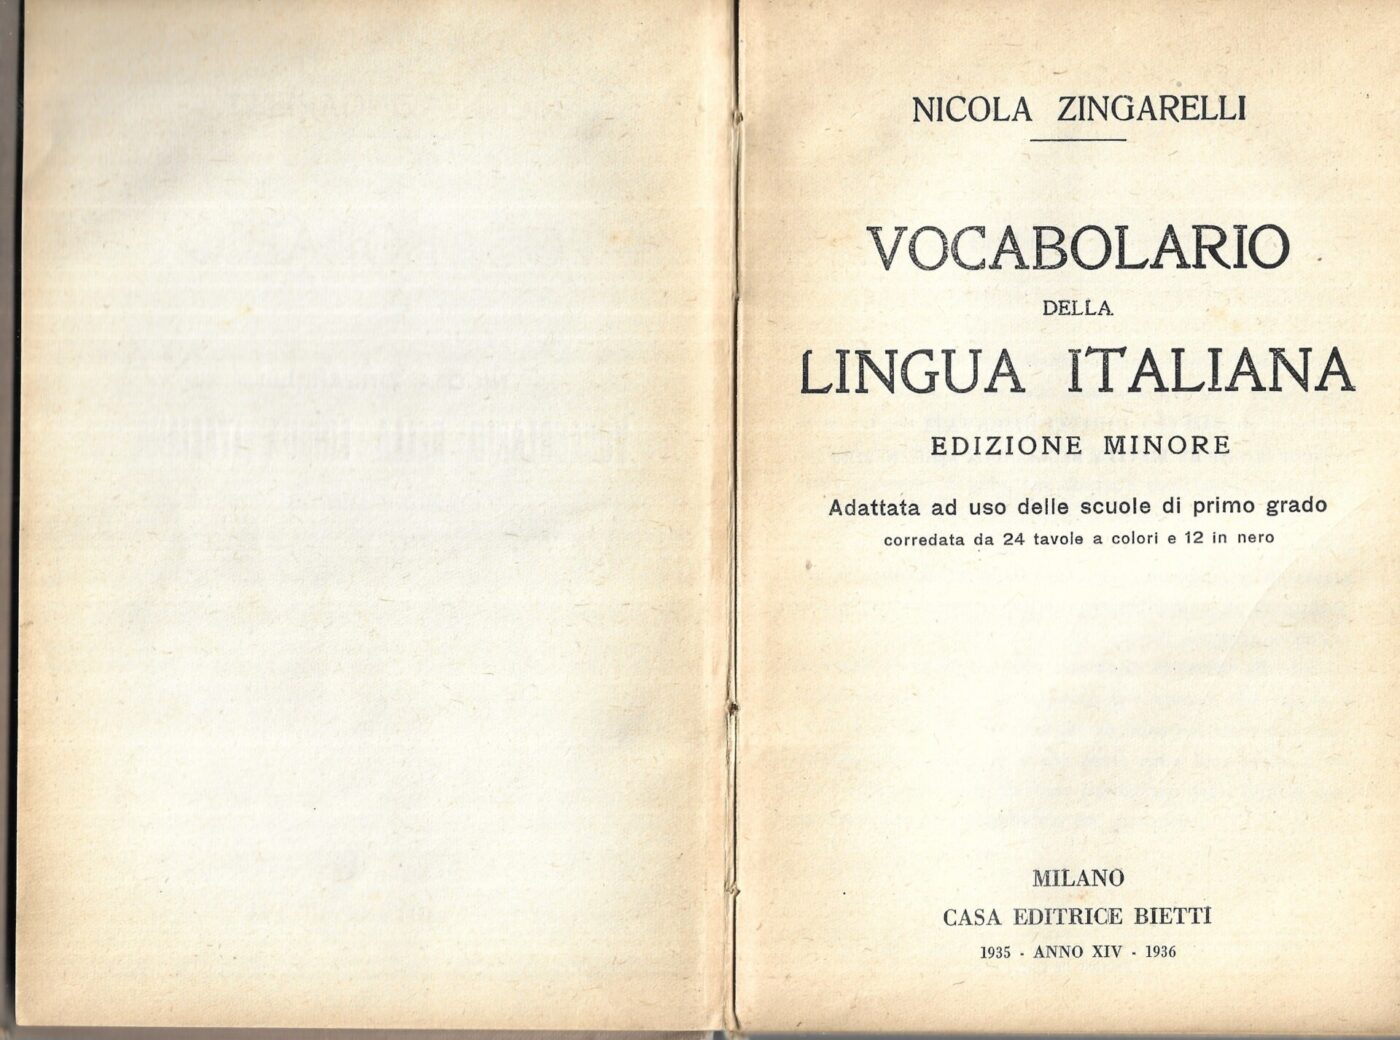 NICOLA ZINGARELLI
VOCABOLARIO
DELLA
LINGUA ITALIANA
EDIZIONE MINORE
Adattata ad uso delle scuole di primo grado
corredata da 24 tavole a colori e 12 in nero
MILANO
CASA EDITRICE BIETTI
1935 - ANNO XIV - 1936